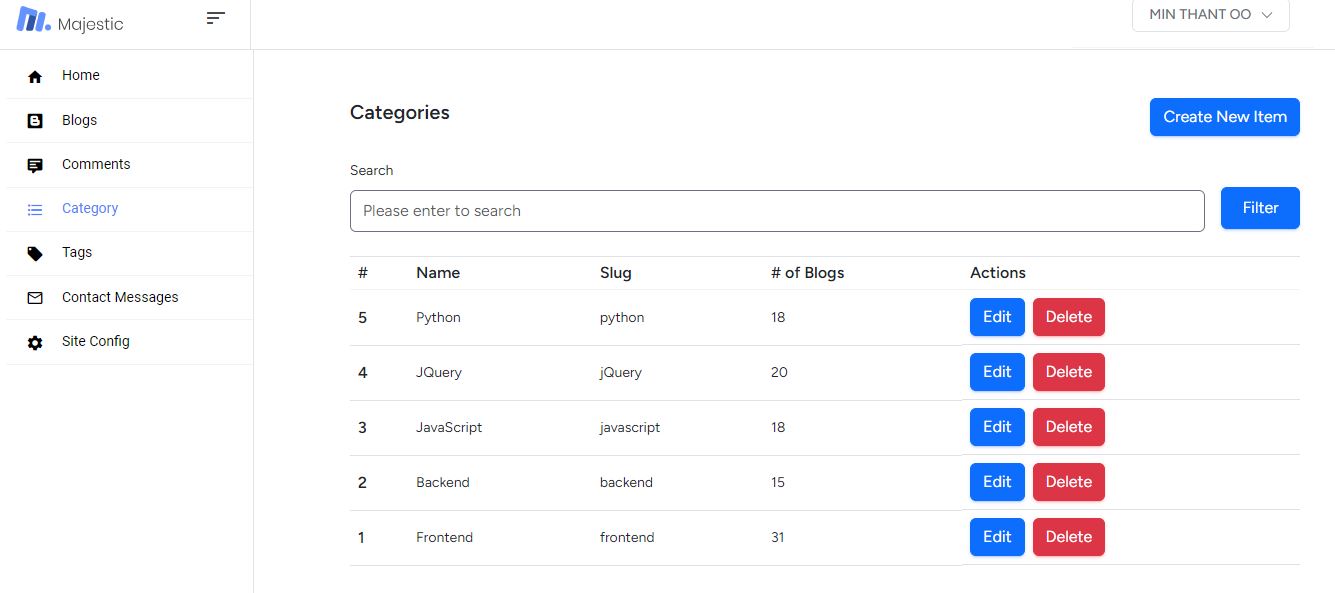 Majestic
MIN THANT OO
Home
Blogs
Comments
Category
Tags
Contact Messages
Site Config
Categories
Create New Item
Search
Please enter to search
Filter
# Name Slug # of Blogs Actions
5 Python python 18 Edit Delete
4 JQuery jQuery 20 Edit Delete
3 JavaScript javascript 18 Edit Delete
2 Backend backend 15 Edit Delete
1 Frontend frontend 31 Edit Delete